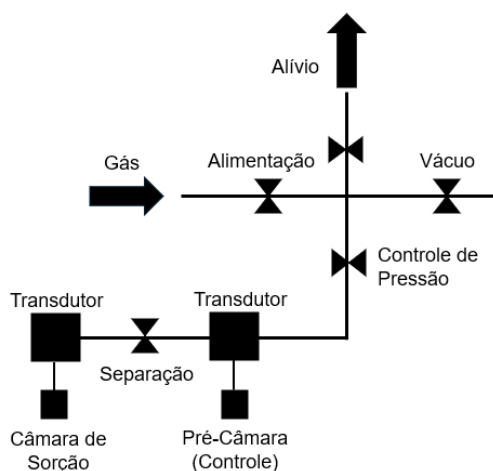 Alívio
Gás
Alimentação
Vácuo
Controle de
Pressão
Transdutor
Transdutor
Separação
Câmara de
Sorção
Pré-Câmara
(Controle)